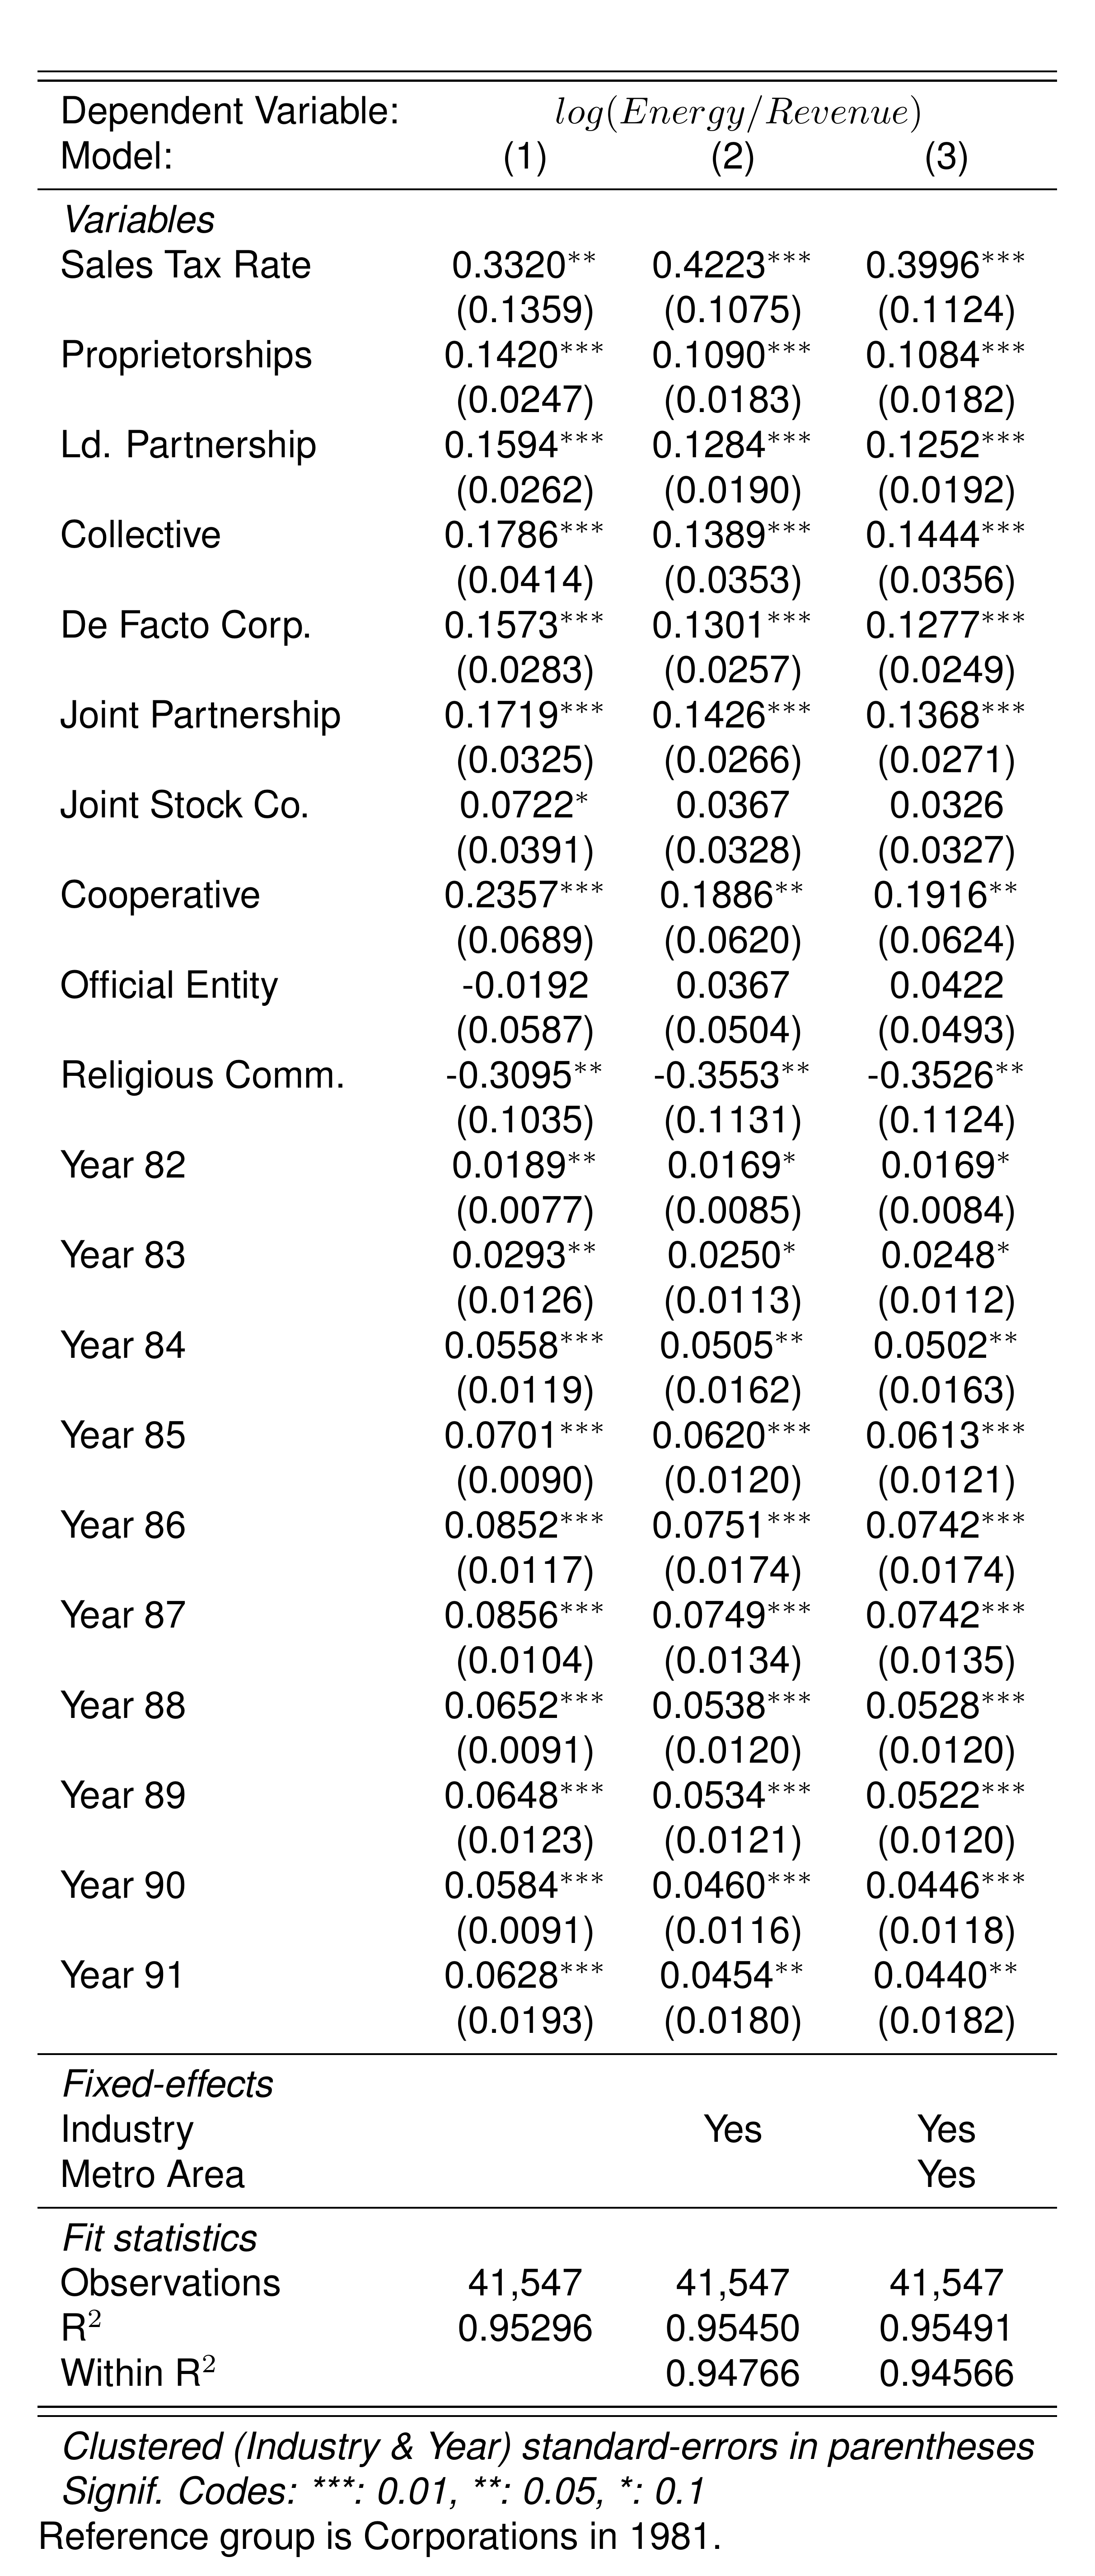 Dependent Variable: log(Energy/Revenue)
Model: (1) (2) (3)
Variables
Sales Tax Rate 0.3320** 0.4223*** 0.3996***
(0.1359) (0.1075) (0.1124)
Proprietorships 0.1420*** 0.1090*** 0.1084***
(0.0247) (0.0183) (0.0182)
Ld. Partnership 0.1594*** 0.1284*** 0.1252***
(0.0262) (0.0190) (0.0192)
Collective 0.1786*** 0.1389*** 0.1444***
(0.0414) (0.0353) (0.0356)
De Facto Corp. 0.1573*** 0.1301*** 0.1277***
(0.0283) (0.0257) (0.0249)
Joint Partnership 0.1719*** 0.1426*** 0.1368***
(0.0325) (0.0266) (0.0271)
Joint Stock Co. 0.0722* 0.0367 0.0326
(0.0391) (0.0328) (0.0327)
Cooperative 0.2357*** 0.1886** 0.1916**
(0.0689) (0.0620) (0.0624)
Official Entity -0.0192 0.0367 0.0422
(0.0587) (0.0504) (0.0493)
Religious Comm. -0.3095** -0.3553** -0.3526**
(0.1035) (0.1131) (0.1124)
Year 82 0.0189** 0.0169* 0.0169*
(0.0077) (0.0085) (0.0084)
Year 83 0.0293** 0.0250* 0.0248*
(0.0126) (0.0113) (0.0112)
Year 84 0.0558*** 0.0505** 0.0502**
(0.0119) (0.0162) (0.0163)
Year 85 0.0701*** 0.0620*** 0.0613***
(0.0090) (0.0120) (0.0121)
Year 86 0.0852*** 0.0751*** 0.0742***
(0.0117) (0.0174) (0.0174)
Year 87 0.0856*** 0.0749*** 0.0742***
(0.0104) (0.0134) (0.0135)
Year 88 0.0652*** 0.0538*** 0.0528***
(0.0091) (0.0120) (0.0120)
Year 89 0.0648*** 0.0534*** 0.0522***
(0.0123) (0.0121) (0.0120)
Year 90 0.0584*** 0.0460*** 0.0446***
(0.0091) (0.0116) (0.0118)
Year 91 0.0628*** 0.0454** 0.0440**
(0.0193) (0.0180) (0.0182)
Fixed-effects
Industry Yes Yes
Metro Area Yes
Fit statistics
Observations 41,547 41,547 41,547
R² 0.95296 0.95450 0.95491
Within R² 0.94766 0.94566
Clustered (Industry & Year) standard-errors in parentheses
Signif. Codes: ***: 0.01, **: 0.05, *: 0.1
Reference group is Corporations in 1981.